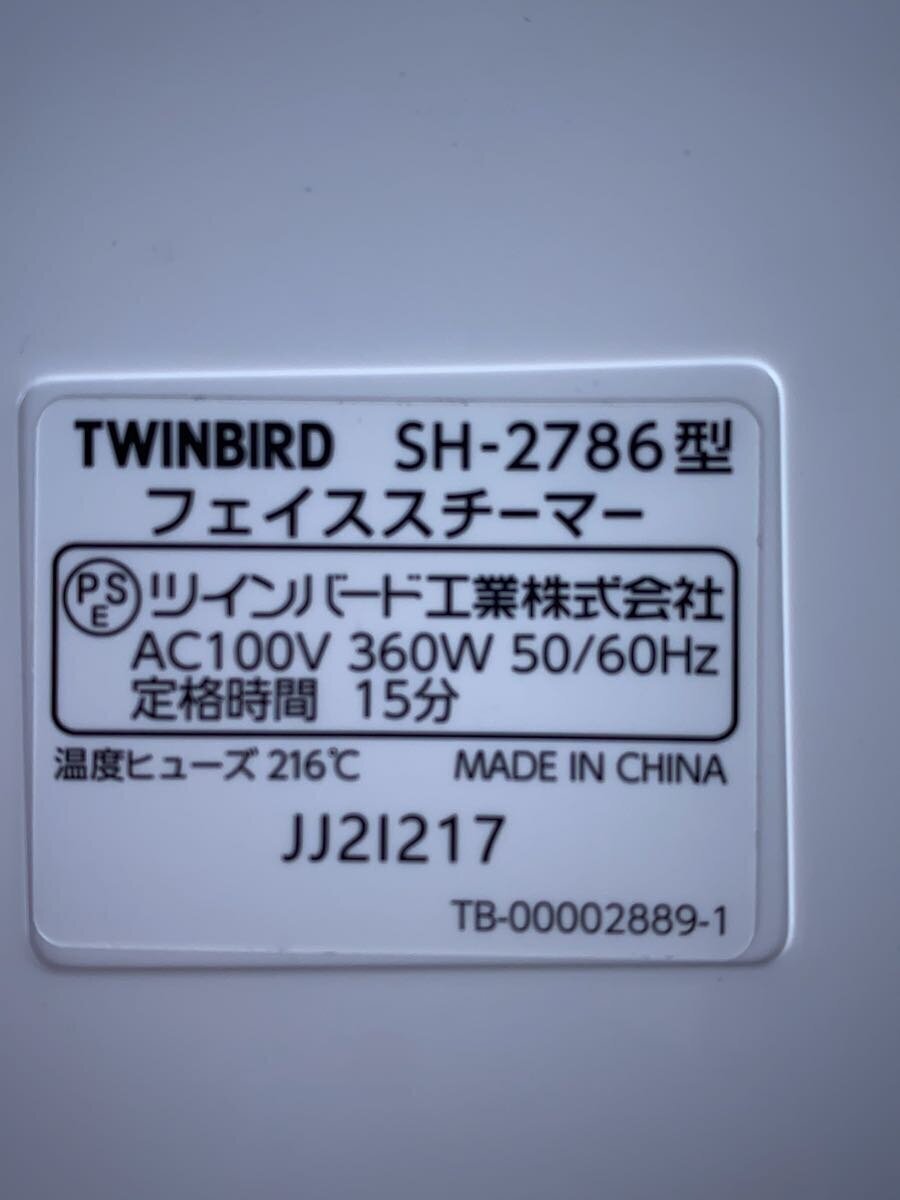 TWINBIRD SH-2786型
フェイススチーマー
PSE ツインバード工業株式会社
AC100V 360W 50/60Hz
定格時間 15分
温度ヒューズ 216℃ MADE IN CHINA
JJ2I217
TB-00002889-1